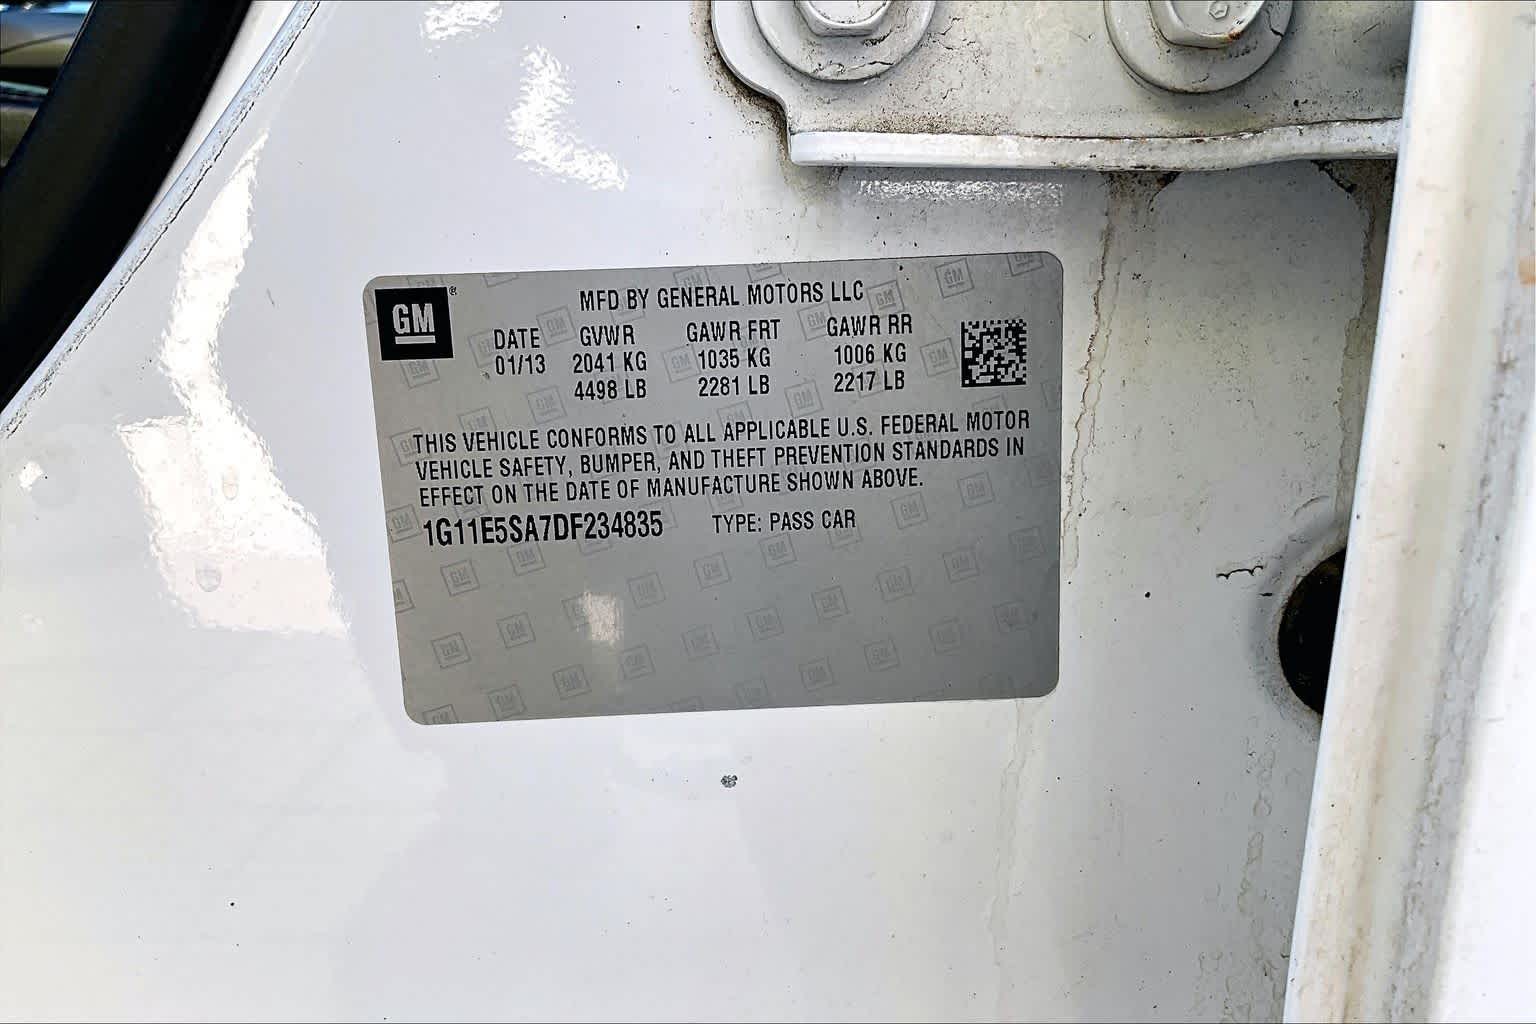 GM®
MFD BY GENERAL MOTORS LLC
DATE GVWR GAWR FRT GAWR RR
01/13 2041 KG 1035 KG 1006 KG
4498 LB 2281 LB 2217 LB
THIS VEHICLE CONFORMS TO ALL APPLICABLE U.S. FEDERAL MOTOR
VEHICLE SAFETY, BUMPER, AND THEFT PREVENTION STANDARDS IN
EFFECT ON THE DATE OF MANUFACTURE SHOWN ABOVE.
1G11E5SA7DF234835 TYPE: PASS CAR